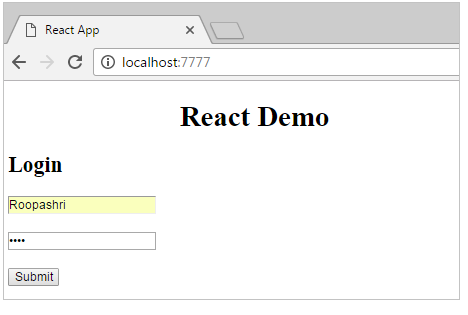 React App
localhost:7777
React Demo
Login
Roopashri
••••
Submit